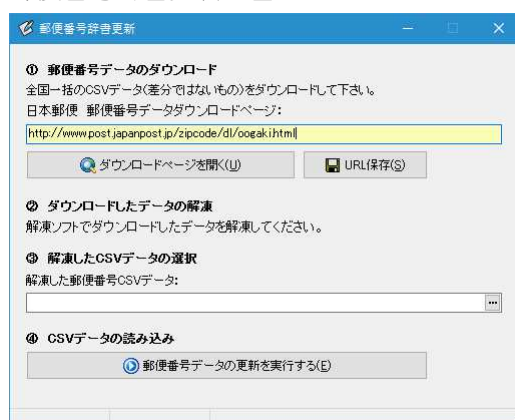 郵便番号辞書更新
① 郵便番号データのダウンロード
全国一括のCSVデータ(差分ではないもの)をダウンロードして下さい。
日本郵便 郵便番号データダウンロードページ:
http://www.post.japanpost.jp/zipcode/dl/oogaki.html
ダウンロードページを開く(U) URL保存(S)
② ダウンロードしたデータの解凍
解凍ソフトでダウンロードしたデータを解凍してください。
③ 解凍したCSVデータの選択
解凍した郵便番号CSVデータ:
...
④ CSVデータの読み込み
郵便番号データの更新を実行する(E)